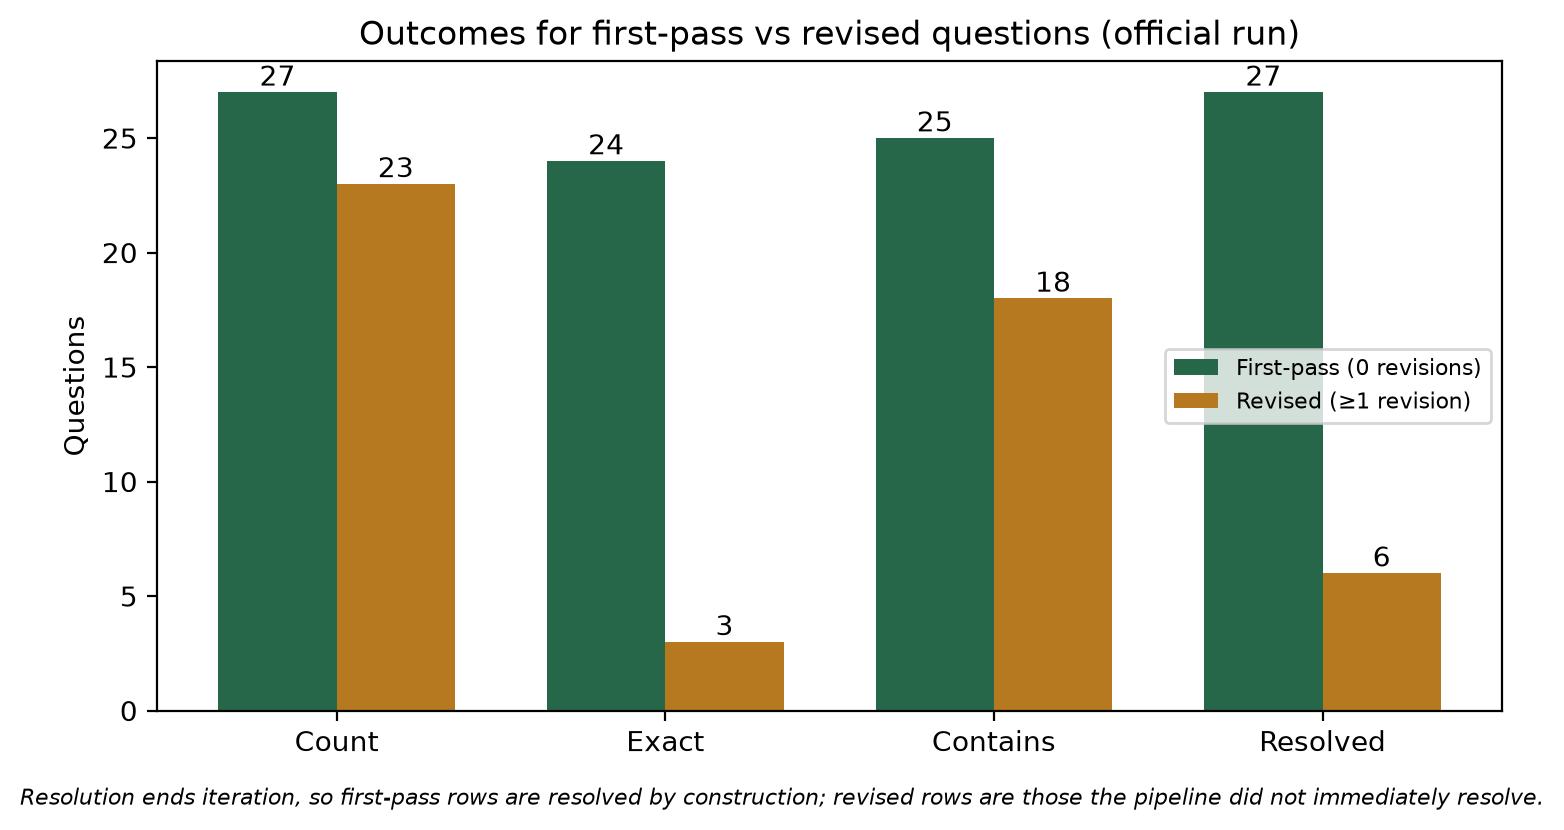 Outcomes for first-pass vs revised questions (official run)
27
23
24
3
25
18
27
6
Questions
25
20
15
10
5
0
First-pass (0 revisions)
Revised (≥1 revision)
Count
Exact
Contains
Resolved
Resolution ends iteration, so first-pass rows are resolved by construction; revised rows are those the pipeline did not immediately resolve.